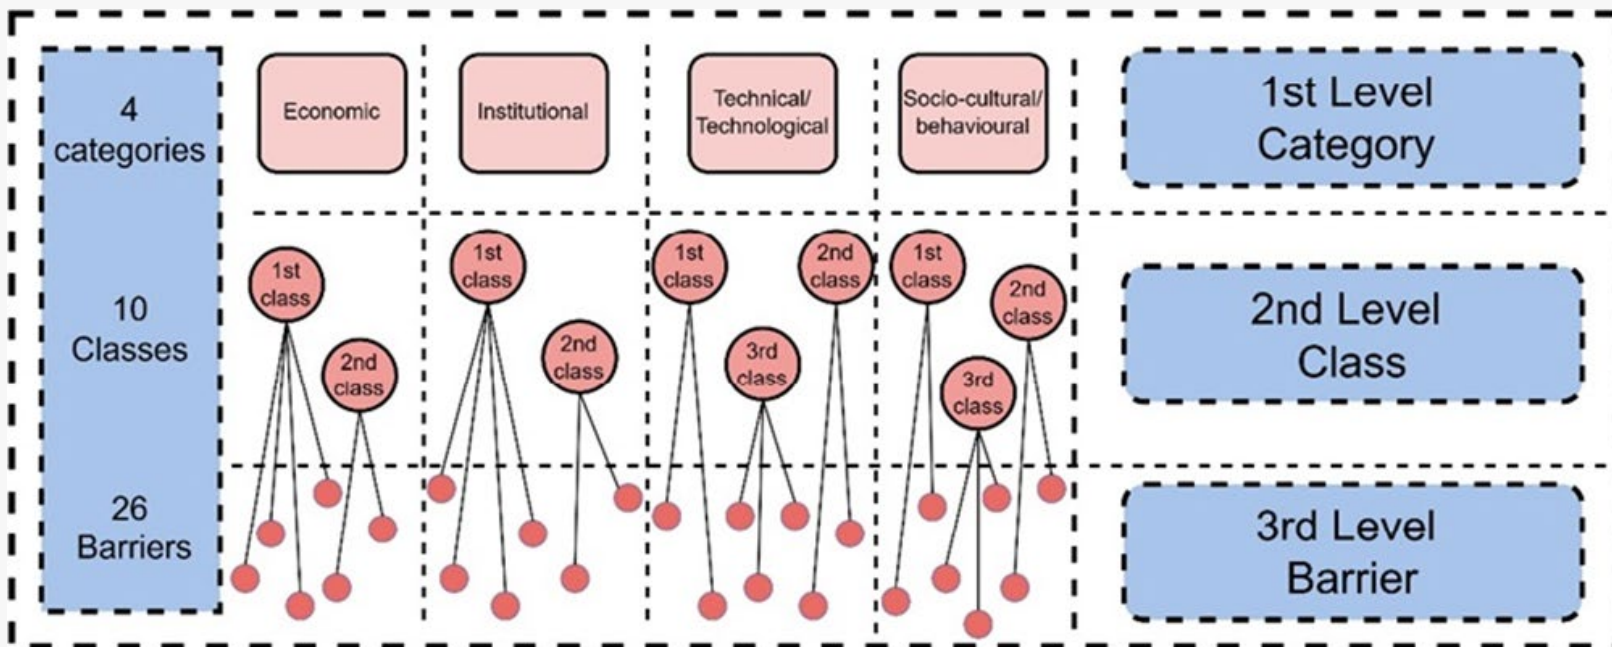 4
categories
10
Classes
26
Barriers
Economic
Institutional
Technical/
Technological
Socio-cultural/
behavioural
1st Level
Category
1st
class
2nd
class
1st
class
2nd
class
1st
class
2nd
class
3rd
class
1st
class
2nd
class
3rd
class
2nd Level
Class
3rd Level
Barrier